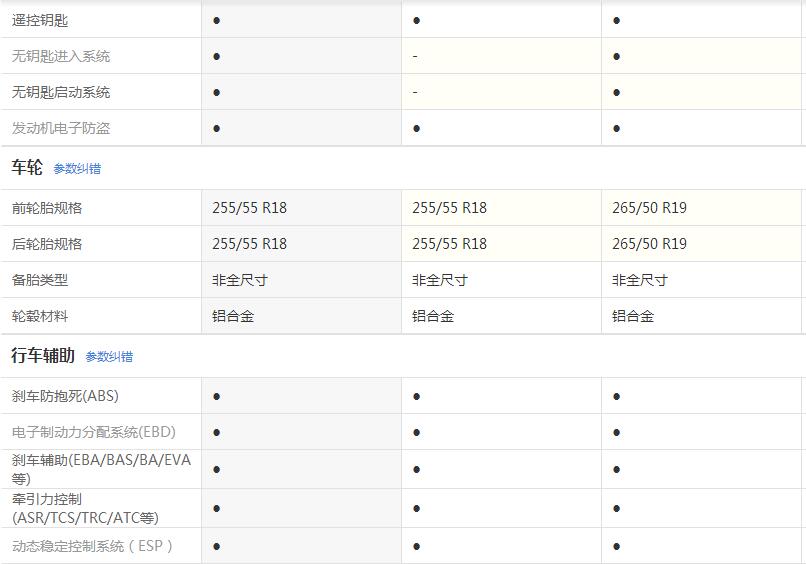 遥控钥匙 ● ● ●
无钥匙进入系统 ● - ●
无钥匙启动系统 ● - ●
发动机电子防盗 ● ● ●
车轮 参数纠错
前轮胎规格 255/55 R18 255/55 R18 265/50 R19
后轮胎规格 255/55 R18 255/55 R18 265/50 R19
备胎类型 非全尺寸 非全尺寸 非全尺寸
轮毂材料 铝合金 铝合金 铝合金
行车辅助 参数纠错
刹车防抱死(ABS) ● ● ●
电子制动力分配系统(EBD) ● ● ●
刹车辅助(EBA/BAS/BA/EVA
等) ● ● ●
牵引力控制
(ASR/TCS/TRC/ATC等) ● ● ●
动态稳定控制系统（ESP） ● ● ●